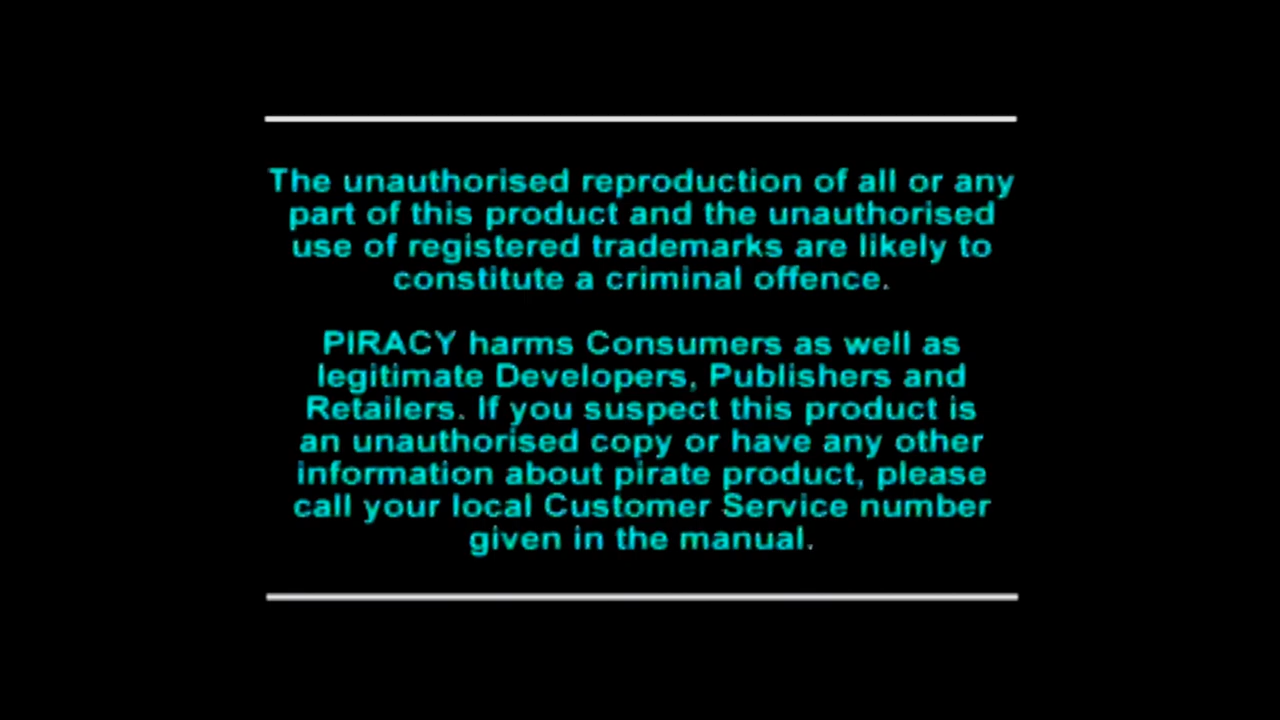 The unauthorised reproduction of all or any
part of this product and the unauthorised
use of registered trademarks are likely to
constitute a criminal offence.
PIRACY harms Consumers as well as
legitimate Developers, Publishers and
Retailers. If you suspect this product is
an unauthorised copy or have any other
information about pirate product, please
call your local Customer Service number
given in the manual.